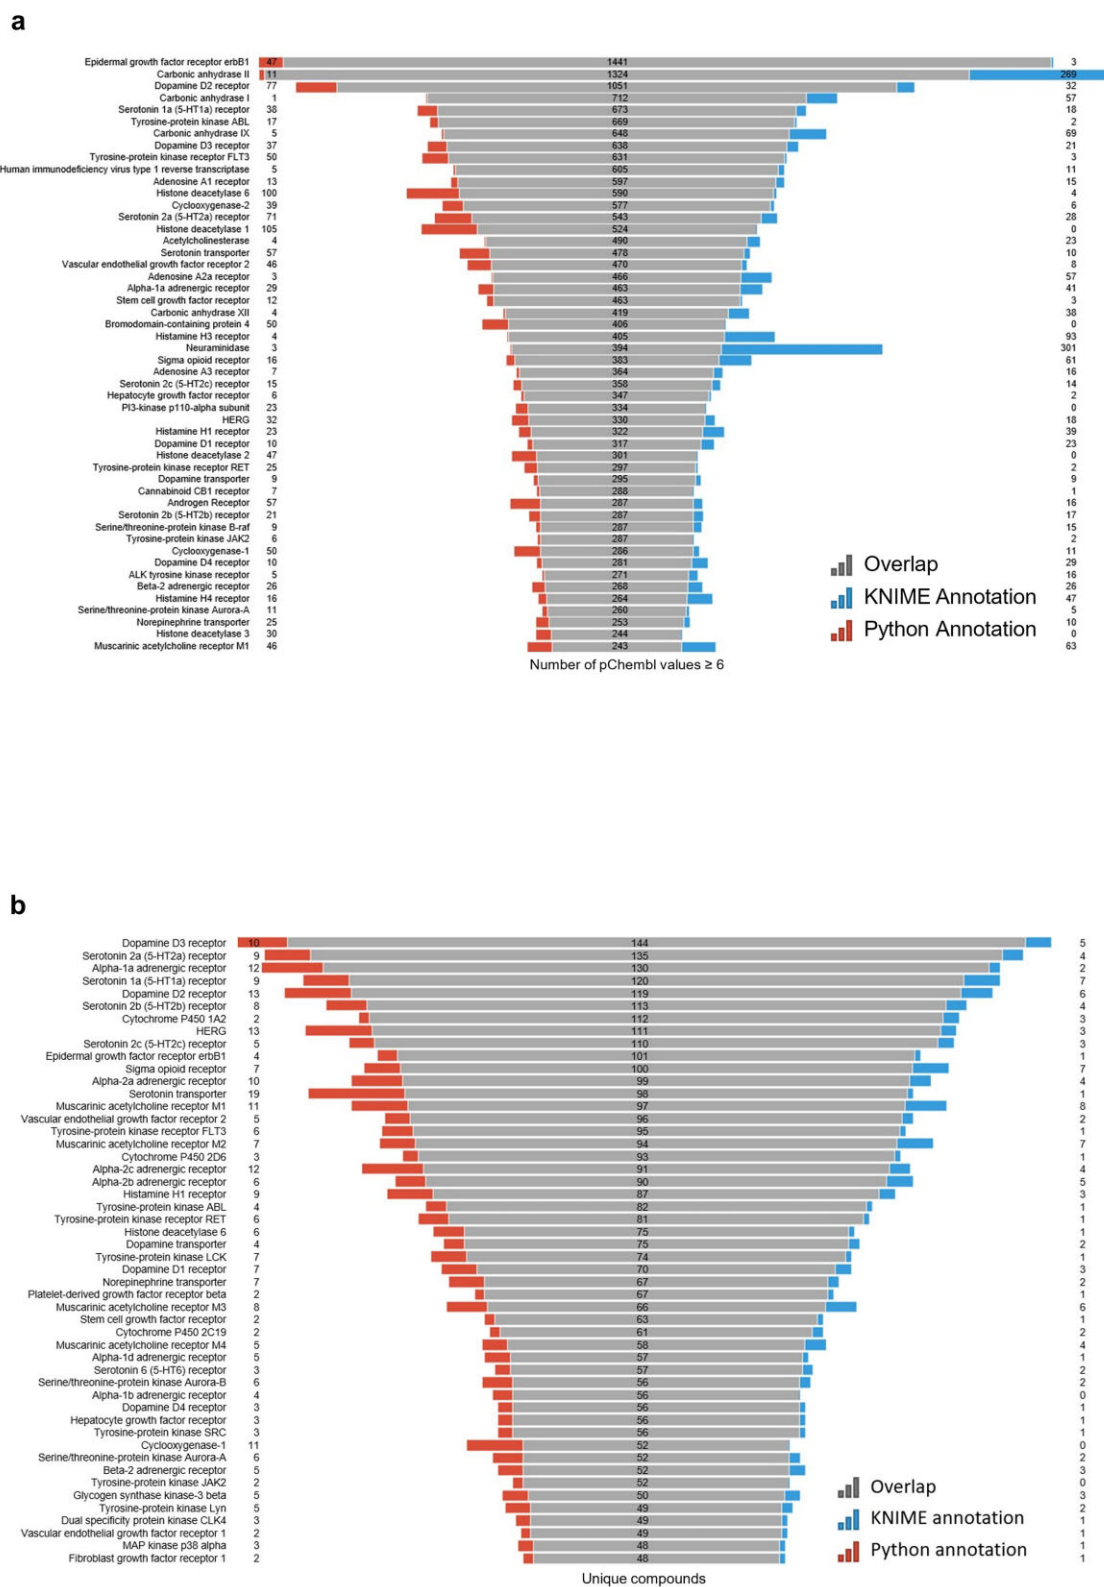 a
Epidermal growth factor receptor erbB1 47 1441 3
Carbonic anhydrase II 11 1324 269
Dopamine D2 receptor 77 1051 32
Carbonic anhydrase I 1 712 57
Serotonin 1a (5-HT1a) receptor 38 673 18
Tyrosine-protein kinase ABL 17 669 2
Carbonic anhydrase IX 5 648 69
Dopamine D3 receptor 37 638 21
Tyrosine-protein kinase receptor FLT3 50 631 3
Human immunodeficiency virus type 1 reverse transcriptase 5 605 11
Adenosine A1 receptor 13 597 15
Histone deacetylase 6 100 590 4
Cyclooxygenase-2 39 577 6
Serotonin 2a (5-HT2a) receptor 71 543 28
Histone deacetylase 1 105 524 0
Acetylcholinesterase 4 490 23
Serotonin transporter 57 478 10
Vascular endothelial growth factor receptor 2 46 470 8
Adenosine A2a receptor 3 466 57
Alpha-1a adrenergic receptor 29 463 41
Stem cell growth factor receptor 12 463 3
Carbonic anhydrase XII 4 419 38
Bromodomain-containing protein 4 50 406 0
Histamine H3 receptor 4 405 93
Neuraminidase 3 394 301
Sigma opioid receptor 16 383 61
Adenosine A3 receptor 7 364 16
Serotonin 2c (5-HT2c) receptor 15 358 14
Hepatocyte growth factor receptor 6 347 2
PI3-kinase p110-alpha subunit 23 334 0
HERG 32 330 18
Histamine H1 receptor 23 322 39
Dopamine D1 receptor 10 317 23
Histone deacetylase 2 47 301 0
Tyrosine-protein kinase receptor RET 25 297 2
Dopamine transporter 9 295 9
Cannabinoid CB1 receptor 7 288 1
Androgen Receptor 57 287 16
Serotonin 2b (5-HT2b) receptor 21 287 17
Serine/threonine-protein kinase B-raf 9 287 15
Tyrosine-protein kinase JAK2 6 287 2
Cyclooxygenase-1 50 286 11
Dopamine D4 receptor 10 281 29
ALK tyrosine kinase receptor 5 271 16
Beta-2 adrenergic receptor 26 268 26
Histamine H4 receptor 16 264 47
Serine/threonine-protein kinase Aurora-A 11 260 5
Norepinephrine transporter 25 253 10
Histone deacetylase 3 30 244 0
Muscarinic acetylcholine receptor M1 46 243 63
Overlap
KNIME Annotation
Python Annotation
Number of pChembl values ≥ 6
b
Dopamine D3 receptor 10 144 5
Serotonin 2a (5-HT2a) receptor 9 135 4
Alpha-1a adrenergic receptor 12 130 2
Serotonin 1a (5-HT1a) receptor 9 120 7
Dopamine D2 receptor 13 119 6
Serotonin 2b (5-HT2b) receptor 8 113 4
Cytochrome P450 1A2 2 112 3
HERG 13 111 3
Serotonin 2c (5-HT2c) receptor 5 110 3
Epidermal growth factor receptor erbB1 4 101 1
Sigma opioid receptor 7 100 7
Alpha-2a adrenergic receptor 10 99 4
Serotonin transporter 19 98 1
Muscarinic acetylcholine receptor M1 11 97 8
Vascular endothelial growth factor receptor 2 5 96 2
Tyrosine-protein kinase receptor FLT3 6 95 1
Muscarinic acetylcholine receptor M2 7 94 7
Cytochrome P450 2D6 3 93 1
Alpha-2c adrenergic receptor 12 91 4
Alpha-2b adrenergic receptor 6 90 5
Histamine H1 receptor 9 87 3
Tyrosine-protein kinase ABL 4 82 1
Tyrosine-protein kinase receptor RET 6 81 1
Histone deacetylase 6 6 75 1
Dopamine transporter 4 75 2
Tyrosine-protein kinase LCK 7 74 1
Dopamine D1 receptor 7 70 3
Norepinephrine transporter 7 67 2
Platelet-derived growth factor receptor beta 2 67 1
Muscarinic acetylcholine receptor M3 8 66 6
Stem cell growth factor receptor 2 63 1
Cytochrome P450 2C19 2 61 2
Muscarinic acetylcholine receptor M4 5 58 4
Alpha-1d adrenergic receptor 5 57 1
Serotonin 6 (5-HT6) receptor 3 57 2
Serine/threonine-protein kinase Aurora-B 6 56 2
Alpha-1b adrenergic receptor 4 56 0
Dopamine D4 receptor 3 56 1
Hepatocyte growth factor receptor 3 56 1
Tyrosine-protein kinase SRC 3 56 1
Cyclooxygenase-1 11 52 0
Serine/threonine-protein kinase Aurora-A 6 52 2
Beta-2 adrenergic receptor 5 52 3
Tyrosine-protein kinase JAK2 2 52 0
Glycogen synthase kinase-3 beta 5 50 3
Tyrosine-protein kinase Lyn 5 49 2
Dual specificity protein kinase CLK4 3 49 1
Vascular endothelial growth factor receptor 1 2 49 1
MAP kinase p38 alpha 3 48 1
Fibroblast growth factor receptor 1 2 48 1
Overlap
KNIME annotation
Python annotation
Unique compounds